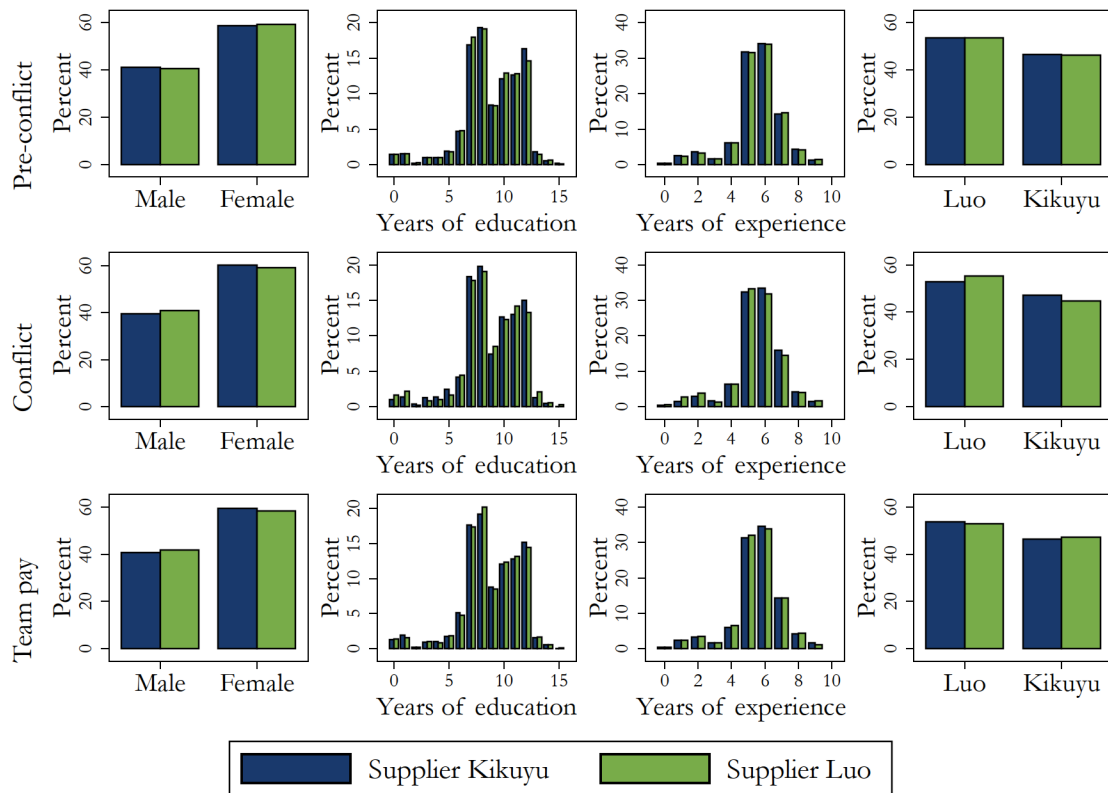 Pre-conflict
Percent
0 20 40 60
Male Female
Percent
0 5 10 15 20
0 5 10 15
Years of education
Percent
0 10 20 30 40
0 2 4 6 8 10
Years of experience
Percent
0 20 40 60
Luo Kikuyu
Conflict
Percent
0 20 40 60
Male Female
Percent
0 5 10 15 20
0 5 10 15
Years of education
Percent
0 10 20 30 40
0 2 4 6 8 10
Years of experience
Percent
0 20 40 60
Luo Kikuyu
Team pay
Percent
0 20 40 60
Male Female
Percent
0 5 10 15 20
0 5 10 15
Years of education
Percent
0 10 20 30 40
0 2 4 6 8 10
Years of experience
Percent
0 20 40 60
Luo Kikuyu
Supplier Kikuyu
Supplier Luo